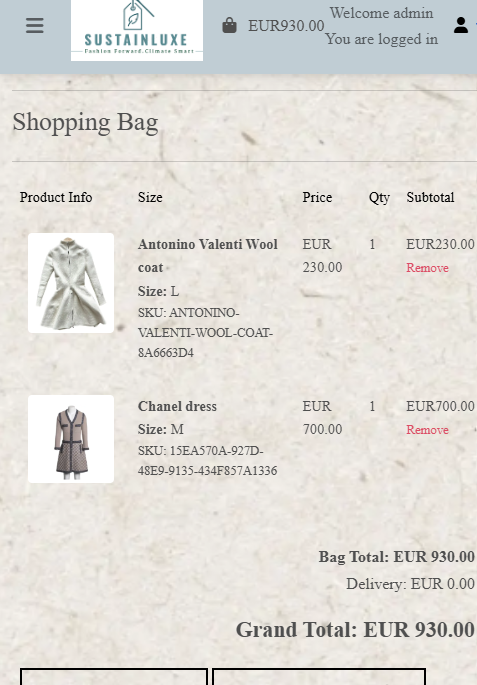 SUSTAINLUXE
Fashion Forward.Climate Smart
EUR930.00
Welcome admin
You are logged in
Shopping Bag
Product Info Size Price Qty Subtotal
Antonino Valenti Wool EUR 1 EUR230.00
coat 230.00 Remove
Size: L
SKU: ANTONINO-
VALENTI-WOOL-COAT-
8A6663D4
Chanel dress EUR 1 EUR700.00
Size: M 700.00 Remove
SKU: 15EA570A-927D-
48E9-9135-434F857A1336
Bag Total: EUR 930.00
Delivery: EUR 0.00
Grand Total: EUR 930.00